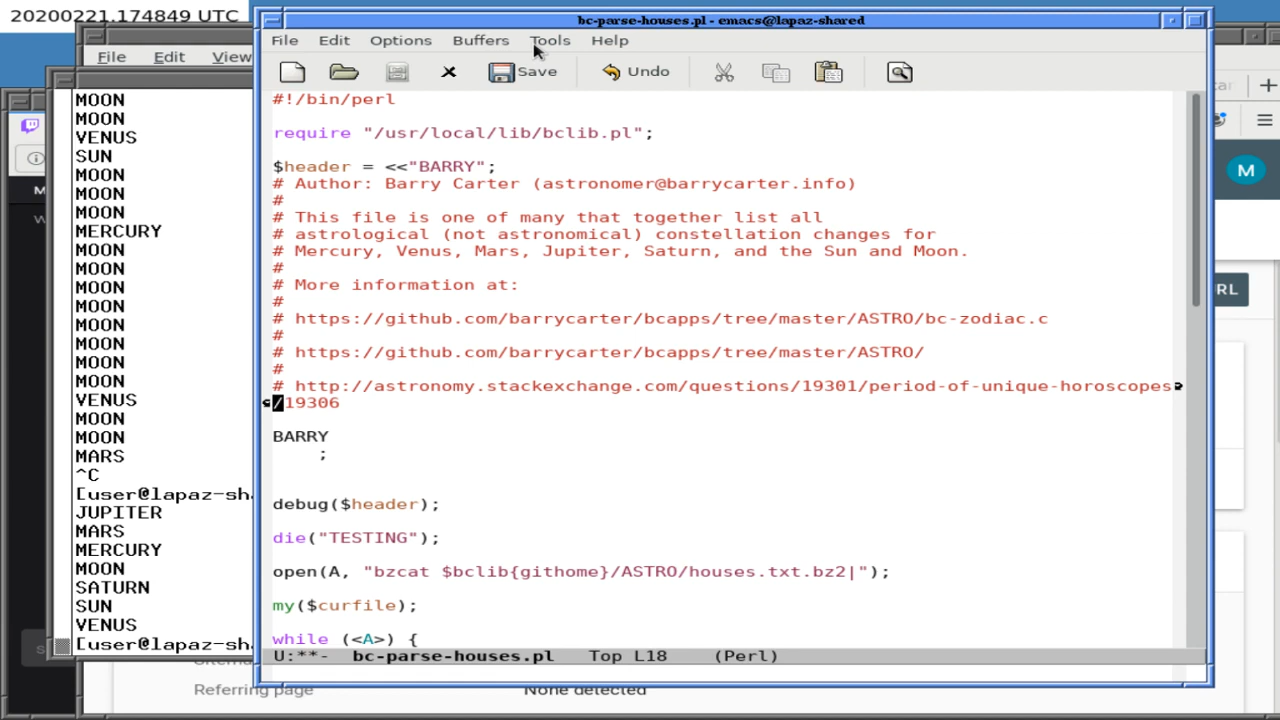 20200221.174849 UTC
bc-parse-houses.pl - emacs@lapaz-shared
File Edit View
File Edit Options Buffers Tools Help
Save Undo
#!/bin/perl
require "/usr/local/lib/bclib.pl";
$header = <<"BARRY";
# Author: Barry Carter (astronomer@barrycarter.info)
#
# This file is one of many that together list all
# astrological (not astronomical) constellation changes for
# Mercury, Venus, Mars, Jupiter, Saturn, and the Sun and Moon.
#
# More information at:
#
# https://github.com/barrycarter/bcapps/tree/master/ASTRO/bc-zodiac.c
#
# https://github.com/barrycarter/bcapps/tree/master/ASTRO/
#
# http://astronomy.stackexchange.com/questions/19301/period-of-unique-horoscopes
/19306
BARRY
;
debug($header);
die("TESTING");
open(A, "bzcat $bclib{githome}/ASTRO/houses.txt.bz2|");
my($curfile);
while (<A>) {
U:**- bc-parse-houses.pl Top L18 (Perl)
MOON
MOON
VENUS
SUN
MOON
MOON
MOON
MERCURY
MOON
MOON
MOON
MOON
MOON
MOON
MOON
MOON
VENUS
MOON
MOON
MARS
^C
[user@lapaz-sh
JUPITER
MARS
MERCURY
MOON
SATURN
SUN
VENUS
[user@lapaz-sh
M
RL
Referring page None detected